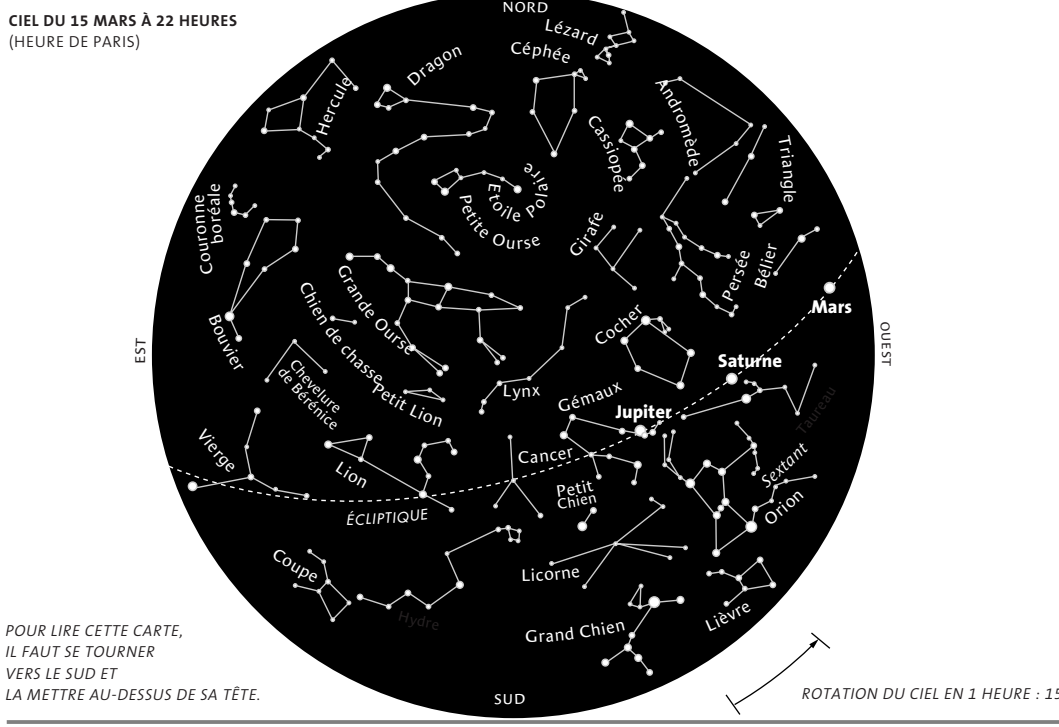 CIEL DU 15 MARS À 22 HEURES
(HEURE DE PARIS)
NORD
Lézard
Céphée
Dragon
Hercule
Andromède
Cassiopée
Triangle
Etoile Polaire
Petite Ourse
Couronne
boréale
Girafe
Persée
Bélier
Mars
Grande Ourse
Chien de chasse
Cocher
Bouvier
EST
OUEST
Saturne
Chevelure
de Bérénice
Petit Lion
Lynx
Gémaux
Jupiter
Taureau
Vierge
Lion
Cancer
Sextant
Petit
Chien
Orion
ÉCLIPTIQUE
Coupe
Licorne
Hydre
Grand Chien
Lièvre
SUD
POUR LIRE CETTE CARTE,
IL FAUT SE TOURNER
VERS LE SUD ET
LA METTRE AU-DESSUS DE SA TÊTE.
ROTATION DU CIEL EN 1 HEURE : 15